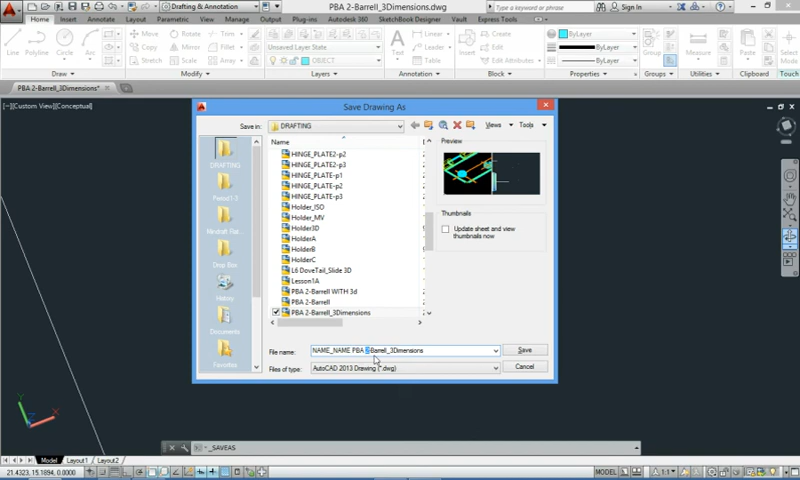 Drafting & Annotation
PBA 2-Barrell_3Dimensions.dwg
Type a keyword or phrase
Sign In
Home
Insert
Annotate
Layout
Parametric
View
Manage
Output
Plug-ins
Autodesk 360
SketchBook Designer
Vault
Express Tools
Line
Polyline
Circle
Arc
Move
Rotate
Trim
Copy
Mirror
Fillet
Stretch
Scale
Array
Unsaved Layer State
OBJECT
Text
Insert
Create
Edit
ByLayer
ByLayer
ByLayer
Measure
Paste
Select Mode
Draw
Modify
Layers
Annotation
Block
Properties
Groups
Utilities
Clipboard
Touch
PBA 2-Barrell_3Dimensions*
[−][Custom View][Conceptual]
Save Drawing As
Save in:
DRAFTING
Views
Tools
Name
Preview
HINGE_PLATE2-p2
HINGE_PLATE2-p3
HINGE_PLATE-p1
HINGE_PLATE-p2
HINGE_PLATE-p3
Holder_ISO
Holder_MV
Holder3D
HolderA
HolderB
HolderC
L6 DoveTail_Slide 3D
Lesson1A
PBA 2-Barrell WITH 3d
PBA 2-Barrell
PBA 2-Barrell_3Dimensions
DRAFTING
Period1-3
Drop Box
History
Documents
Favorites
Thumbnails
Update sheet and view
thumbnails now
File name:
NAME_NAME PBA 2-Barrell_3Dimensions
Save
Files of type:
AutoCAD 2013 Drawing (*.dwg)
Cancel
_SAVEAS
Model
Layout1
Layout2
21.4323, 15.1894, 0.0000
MODEL
1:1